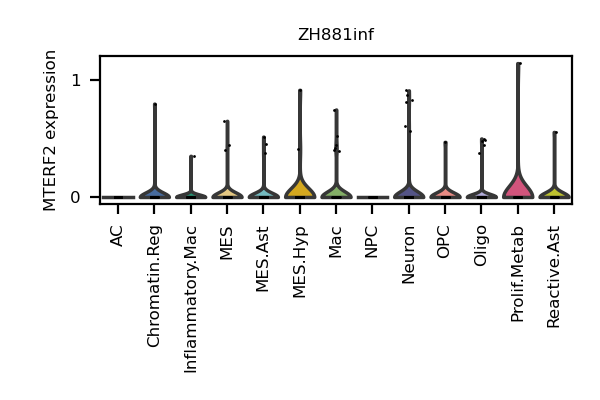 ZH881inf
MTERF2 expression
1
0
AC
Chromatin.Reg
Inflammatory.Mac
MES
MES.Ast
MES.Hyp
Mac
NPC
Neuron
OPC
Oligo
Prolif.Metab
Reactive.Ast